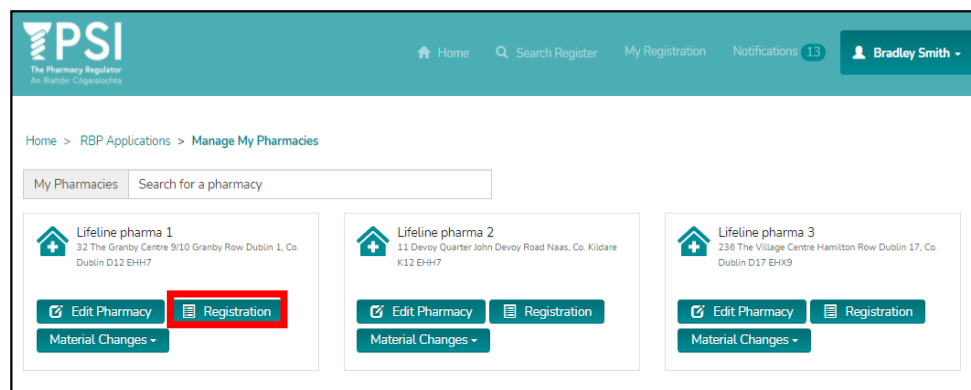 PSI
The Pharmacy Regulator
An Rialtóir Cógaisíochta
Home Search Register My Registration Notifications 13 Bradley Smith
Home > RBP Applications > Manage My Pharmacies
My Pharmacies Search for a pharmacy
Lifeline pharma 1
32 The Granby Centre 9/10 Granby Row Dublin 1, Co.
Dublin D12 EHH7
Edit Pharmacy Registration
Material Changes
Lifeline pharma 2
11 Devoy Quarter John Devoy Road Naas, Co. Kildare
K12 EHH7
Edit Pharmacy Registration
Material Changes
Lifeline pharma 3
236 The Village Centre Hamilton Row Dublin 17, Co.
Dublin D17 EHX9
Edit Pharmacy Registration
Material Changes